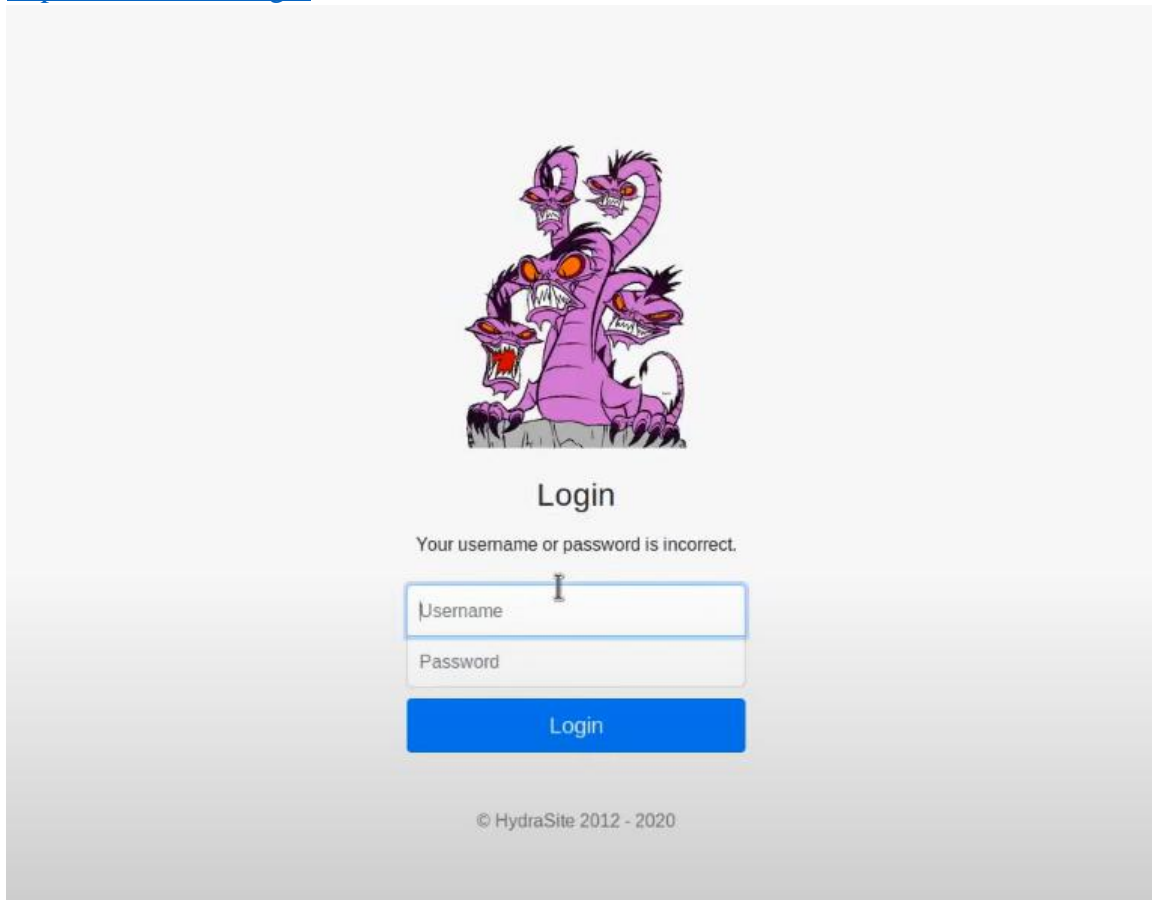 Login
Your username or password is incorrect.
Username
Password
Login
© HydraSite 2012 - 2020